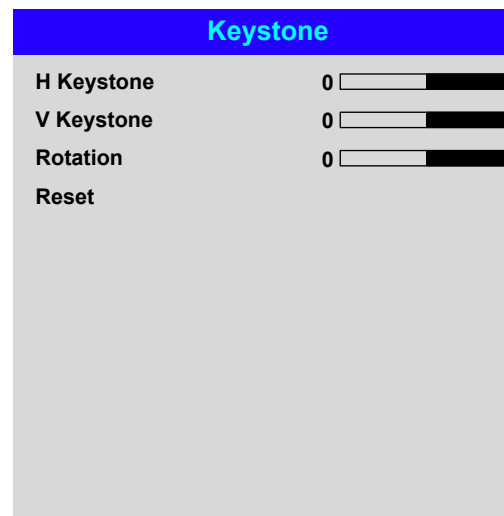 Keystone
H Keystone 0
V Keystone 0
Rotation 0
Reset